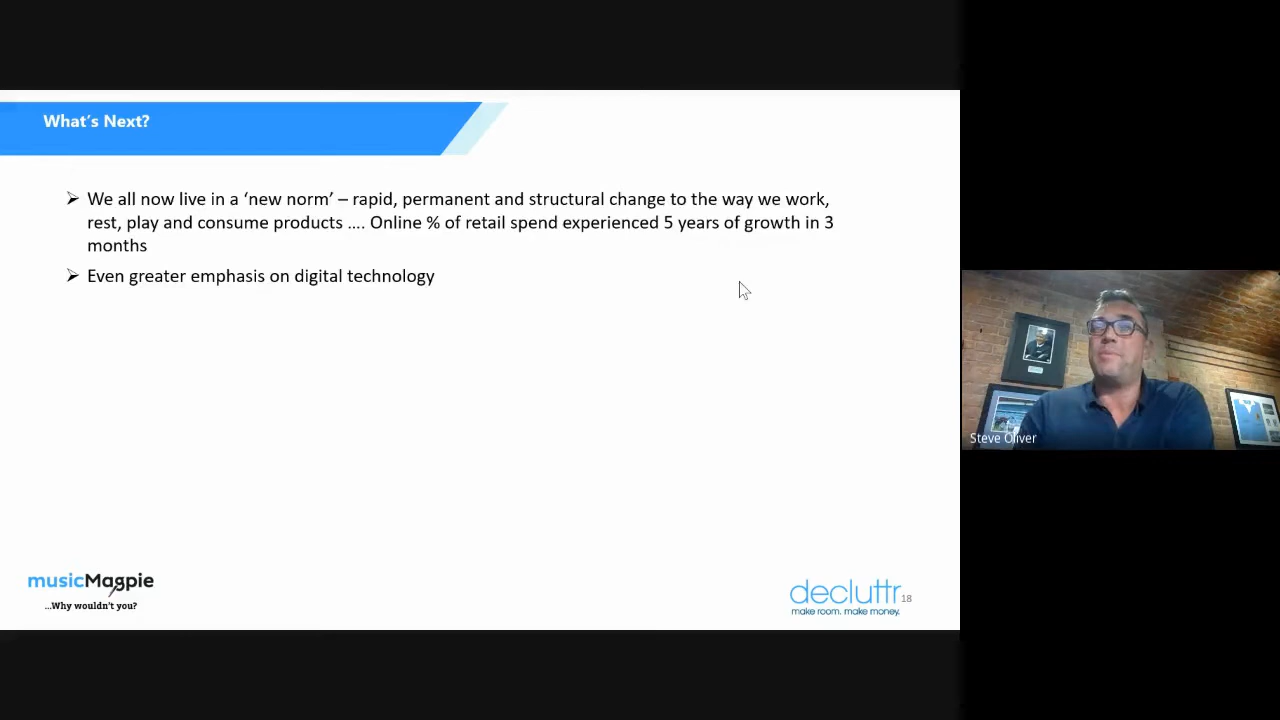 What's Next?
➢ We all now live in a ‘new norm’ – rapid, permanent and structural change to the way we work,
rest, play and consume products …. Online % of retail spend experienced 5 years of growth in 3
months
➢ Even greater emphasis on digital technology
Steve Oliver
musicMagpie
...Why wouldn't you?
decluttr
make room. make money.
18